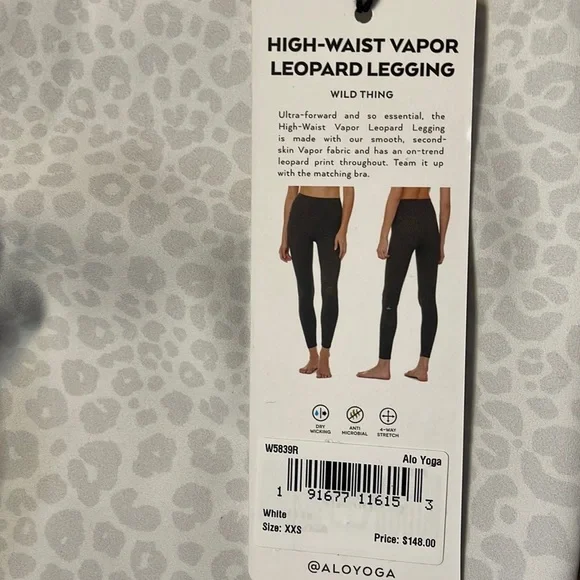 HIGH-WAIST VAPOR
LEOPARD LEGGING
WILD THING
Ultra-forward and so essential, the
High-Waist Vapor Leopard Legging
is made with our smooth, second-
skin Vapor fabric and has an on-trend
leopard print throughout. Team it up
with the matching bra.
DRY WICKING
ANTI MICROBIAL
4-WAY STRETCH
W5839R Alo Yoga
1 91677 11615 3
White
Size: XXS
Price: $148.00
@ALOYOGA